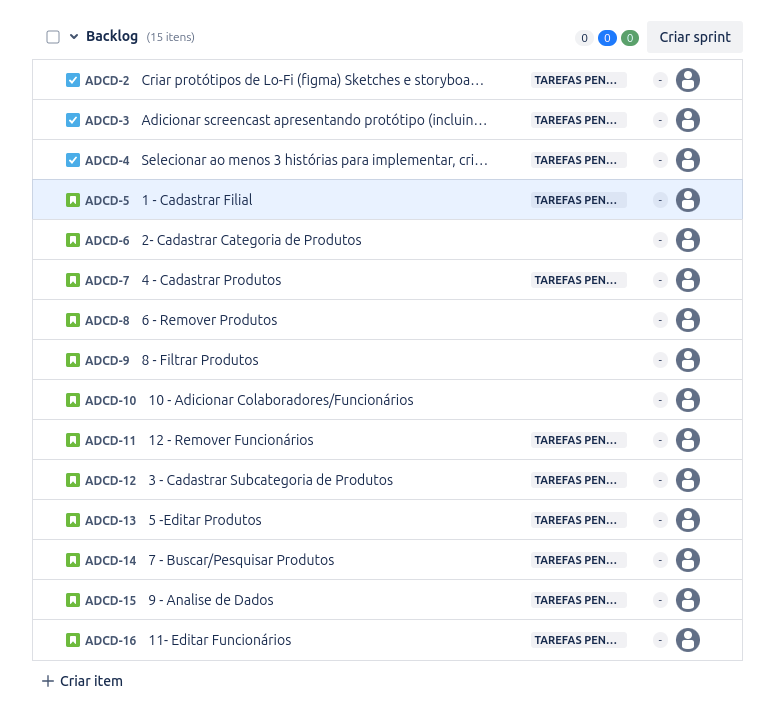 Backlog (15 itens) 0 0 0 Criar sprint
ADCD-2 Criar protótipos de Lo-Fi (figma) Sketches e storyboa… TAREFAS PEN… -
ADCD-3 Adicionar screencast apresentando protótipo (incluin… TAREFAS PEN… -
ADCD-4 Selecionar ao menos 3 histórias para implementar, cri… TAREFAS PEN… -
ADCD-5 1 - Cadastrar Filial TAREFAS PEN… -
ADCD-6 2- Cadastrar Categoria de Produtos -
ADCD-7 4 - Cadastrar Produtos TAREFAS PEN… -
ADCD-8 6 - Remover Produtos -
ADCD-9 8 - Filtrar Produtos -
ADCD-10 10 - Adicionar Colaboradores/Funcionários -
ADCD-11 12 - Remover Funcionários TAREFAS PEN… -
ADCD-12 3 - Cadastrar Subcategoria de Produtos TAREFAS PEN… -
ADCD-13 5 -Editar Produtos TAREFAS PEN… -
ADCD-14 7 - Buscar/Pesquisar Produtos TAREFAS PEN… -
ADCD-15 9 - Analise de Dados TAREFAS PEN… -
ADCD-16 11- Editar Funcionários TAREFAS PEN… -
+ Criar item